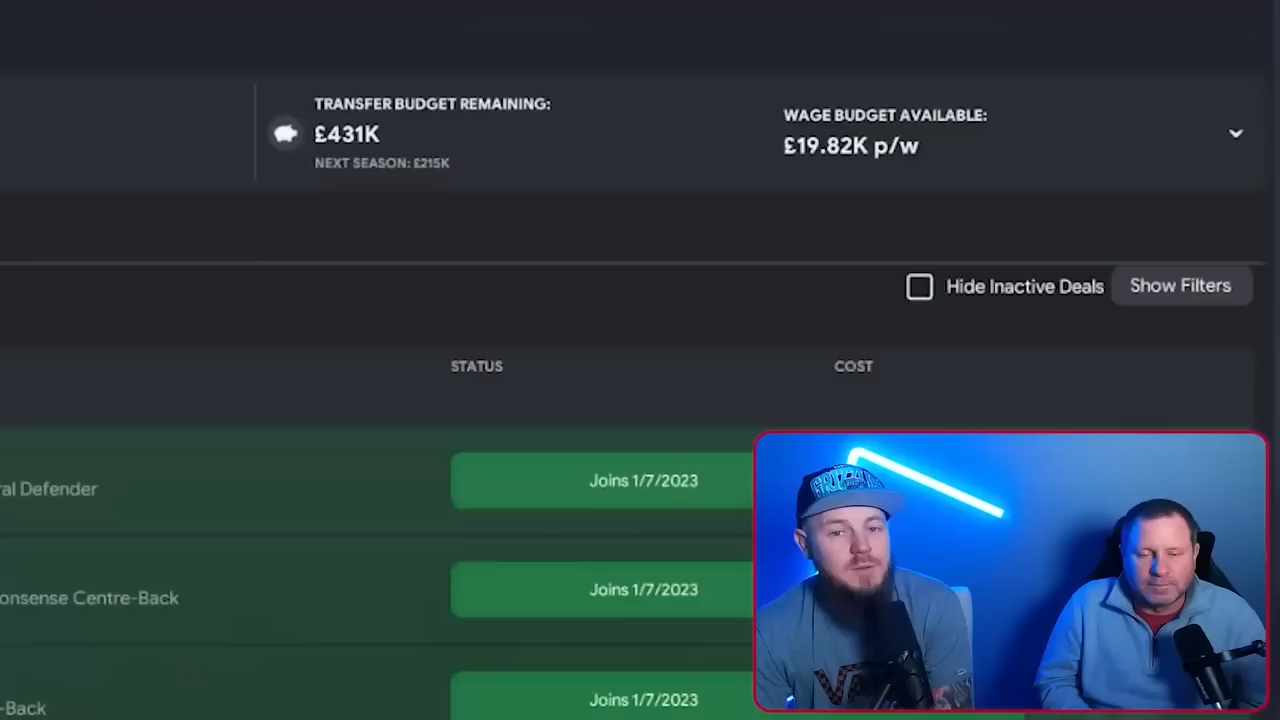 TRANSFER BUDGET REMAINING:
£431K
NEXT SEASON: £215K
WAGE BUDGET AVAILABLE:
£19.82K p/w
Hide Inactive Deals
Show Filters
STATUS
COST
ral Defender
Joins 1/7/2023
onsense Centre-Back
Joins 1/7/2023
-Back
Joins 1/7/2023
GRIZZLIES